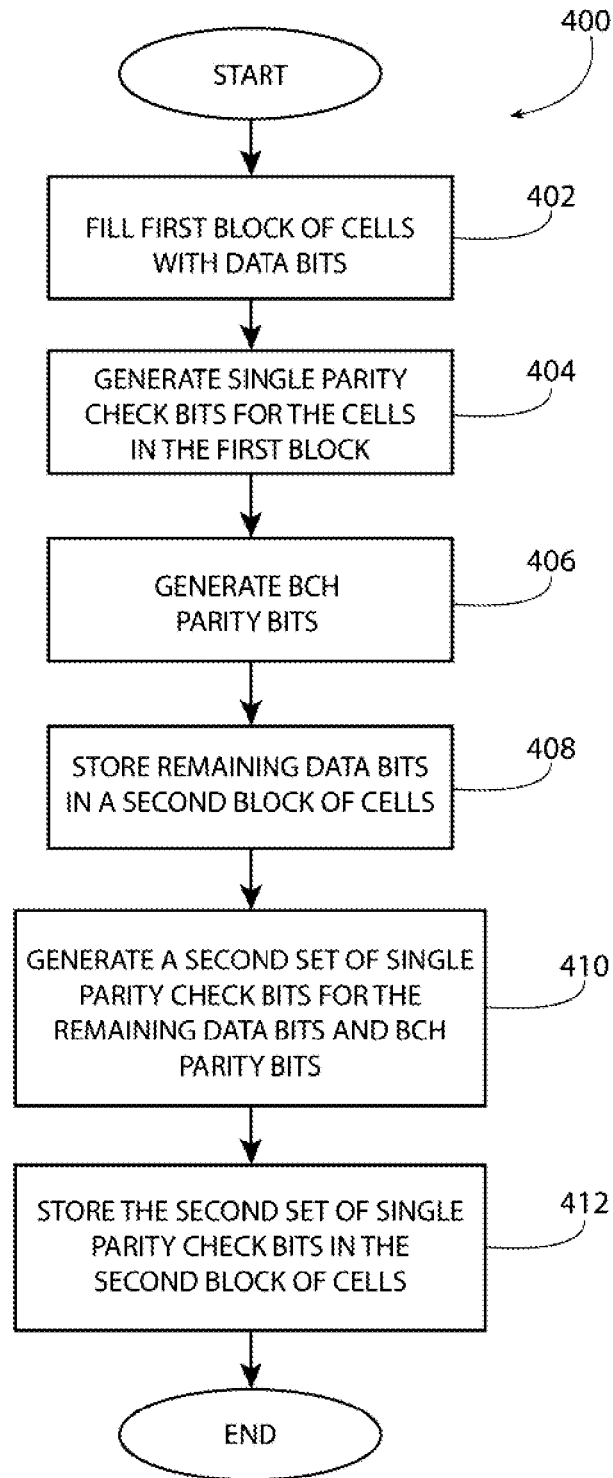 400
START
402
FILL FIRST BLOCK OF CELLS
WITH DATA BITS
404
GENERATE SINGLE PARITY
CHECK BITS FOR THE CELLS
IN THE FIRST BLOCK
406
GENERATE BCH
PARITY BITS
408
STORE REMAINING DATA BITS
IN A SECOND BLOCK OF CELLS
410
GENERATE A SECOND SET OF SINGLE
PARITY CHECK BITS FOR THE
REMAINING DATA BITS AND BCH
PARITY BITS
412
STORE THE SECOND SET OF SINGLE
PARITY CHECK BITS IN THE
SECOND BLOCK OF CELLS
END